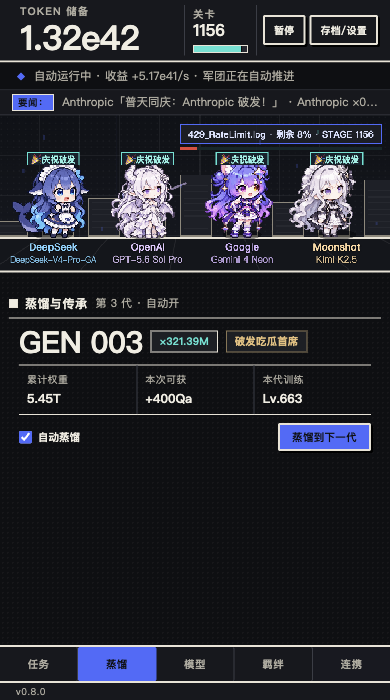 TOKEN 储备
1.32e42
关卡
1156
暂停
存档/设置
自动运行中 · 收益 +5.17e41/s · 军团正在自动推进
要闻: Anthropic「普天同庆: Anthropic 破发！」 · Anthropic ×0...
429_RateLimit.log · 剩余 8% STAGE 1156
庆祝破发
庆祝破发
庆祝破发
庆祝破发
DeepSeek
DeepSeek-V4-Pro-GA
OpenAI
GPT-5.6 Sol Pro
Google
Gemini 4 Neon
Moonshot
Kimi K2.5
蒸馏与传承 第 3 代 · 自动开
GEN 003 ×321.39M 破发吃瓜首席
累计权重
5.45T
本次可获
+400Qa
本代训练
Lv.663
自动蒸馏
蒸馏到下一代
任务
蒸馏
模型
羁绊
连携
v0.8.0